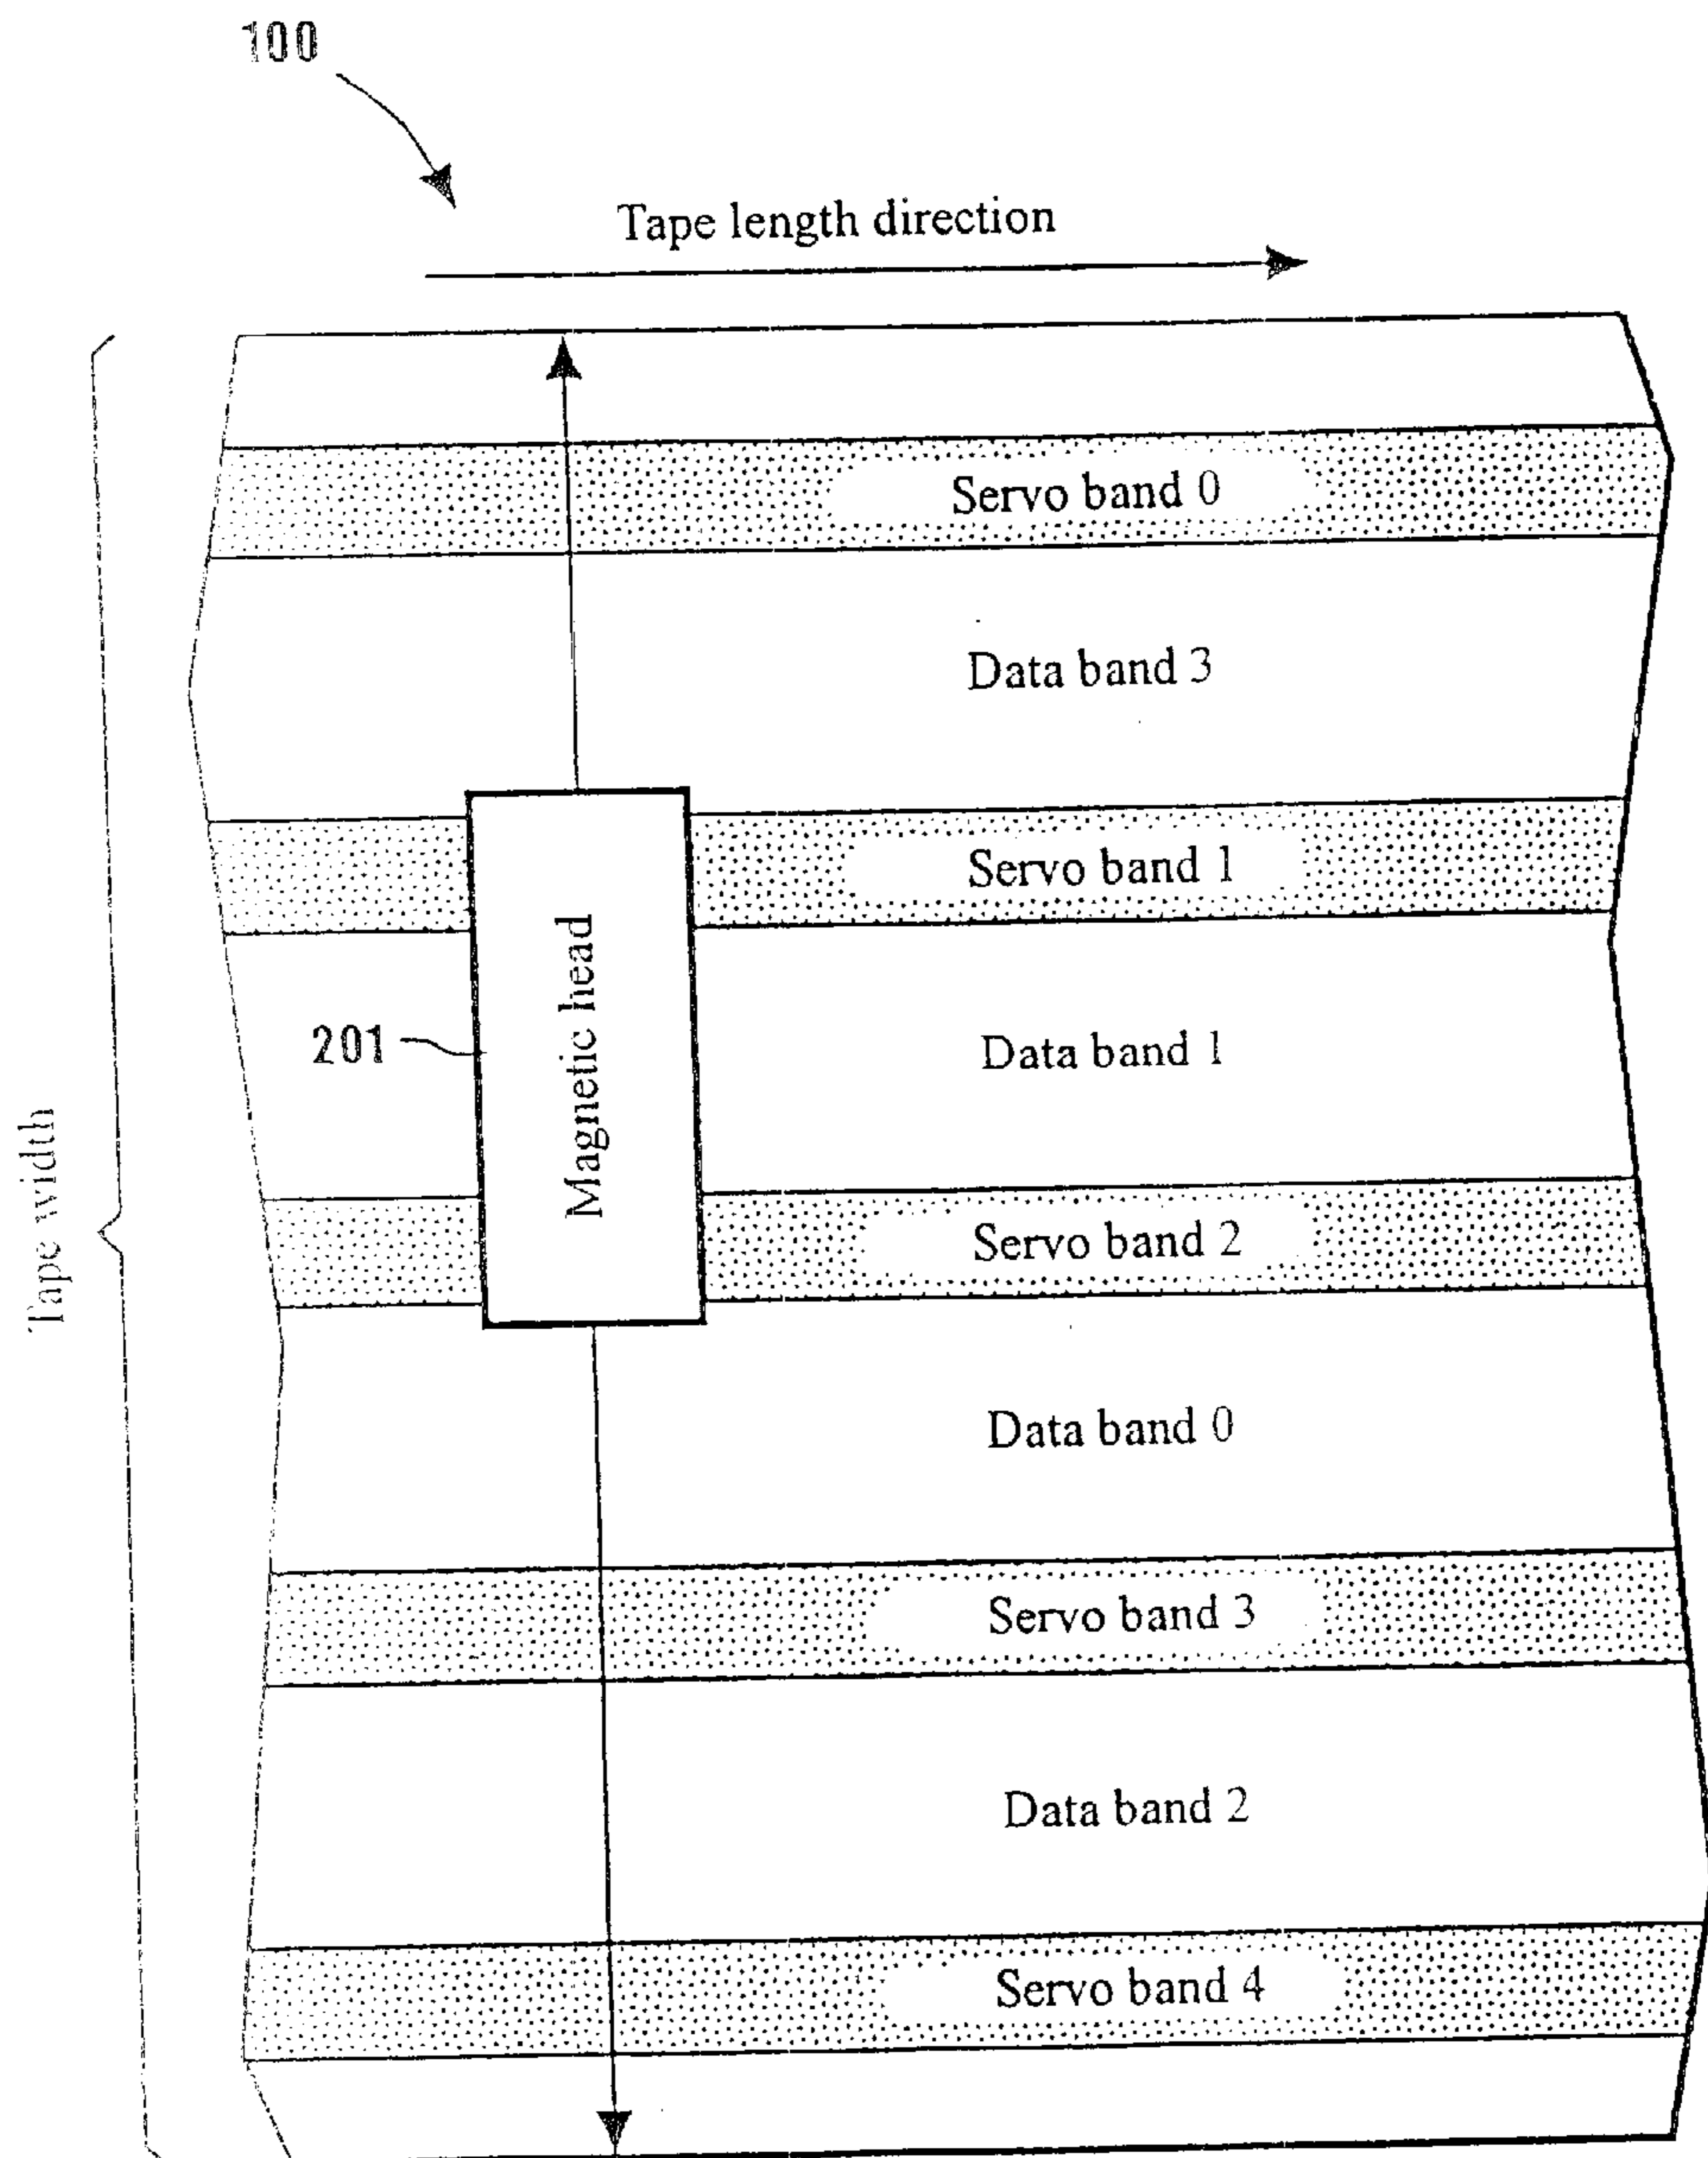 100
Tape length direction
Servo band 0
Data band 3
Servo band 1
Magnetic head
201
Data band 1
Tape width
Servo band 2
Data band 0
Servo band 3
Data band 2
Servo band 4